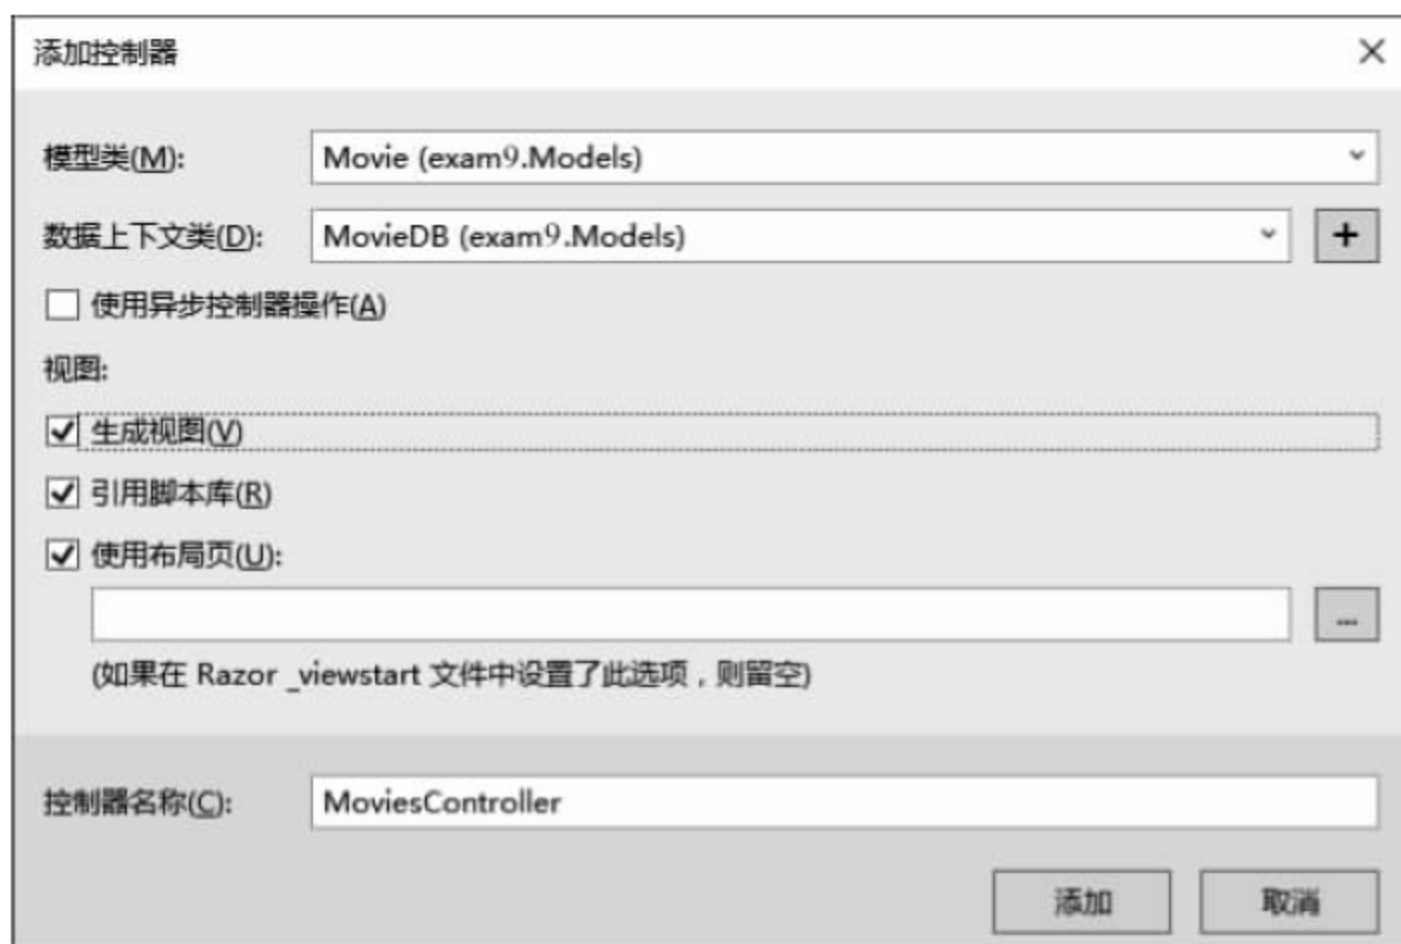 添加控制器
模型类(M): Movie (exam9.Models)
数据上下文类(D): MovieDB (exam9.Models) +
使用异步控制器操作(A)
视图:
生成视图(V)
引用脚本库(R)
使用布局页(U):
...
(如果在 Razor _viewstart 文件中设置了此选项，则留空)
控制器名称(C): MoviesController
添加 取消